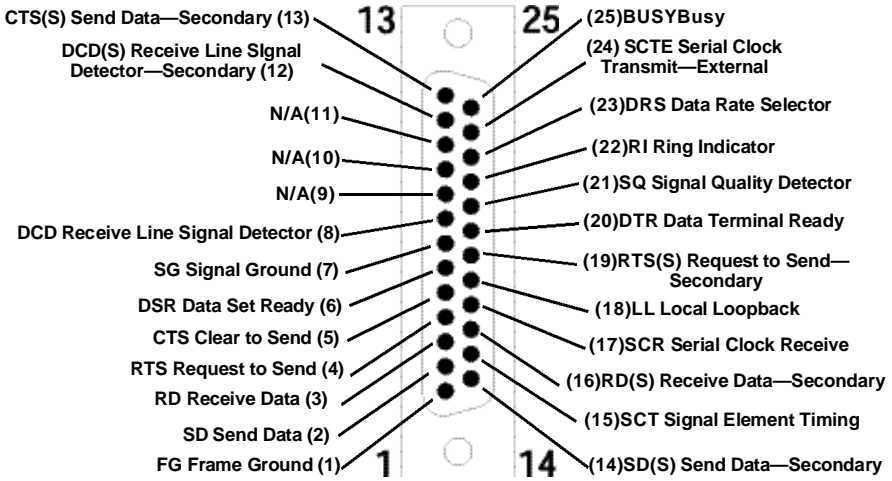 CTS(S) Send Data—Secondary (13)
DCD(S) Receive Line SIgnal
Detector—Secondary (12)
N/A(11)
N/A(10)
N/A(9)
DCD Receive Line Signal Detector (8)
SG Signal Ground (7)
DSR Data Set Ready (6)
CTS Clear to Send (5)
RTS Request to Send (4)
RD Receive Data (3)
SD Send Data (2)
FG Frame Ground (1)
13
25
1
14
(25)BUSYBusy
(24) SCTE Serial Clock
Transmit—External
(23)DRS Data Rate Selector
(22)RI Ring Indicator
(21)SQ Signal Quality Detector
(20)DTR Data Terminal Ready
(19)RTS(S) Request to Send—
Secondary
(18)LL Local Loopback
(17)SCR Serial Clock Receive
(16)RD(S) Receive Data—Secondary
(15)SCT Signal Element Timing
(14)SD(S) Send Data—Secondary